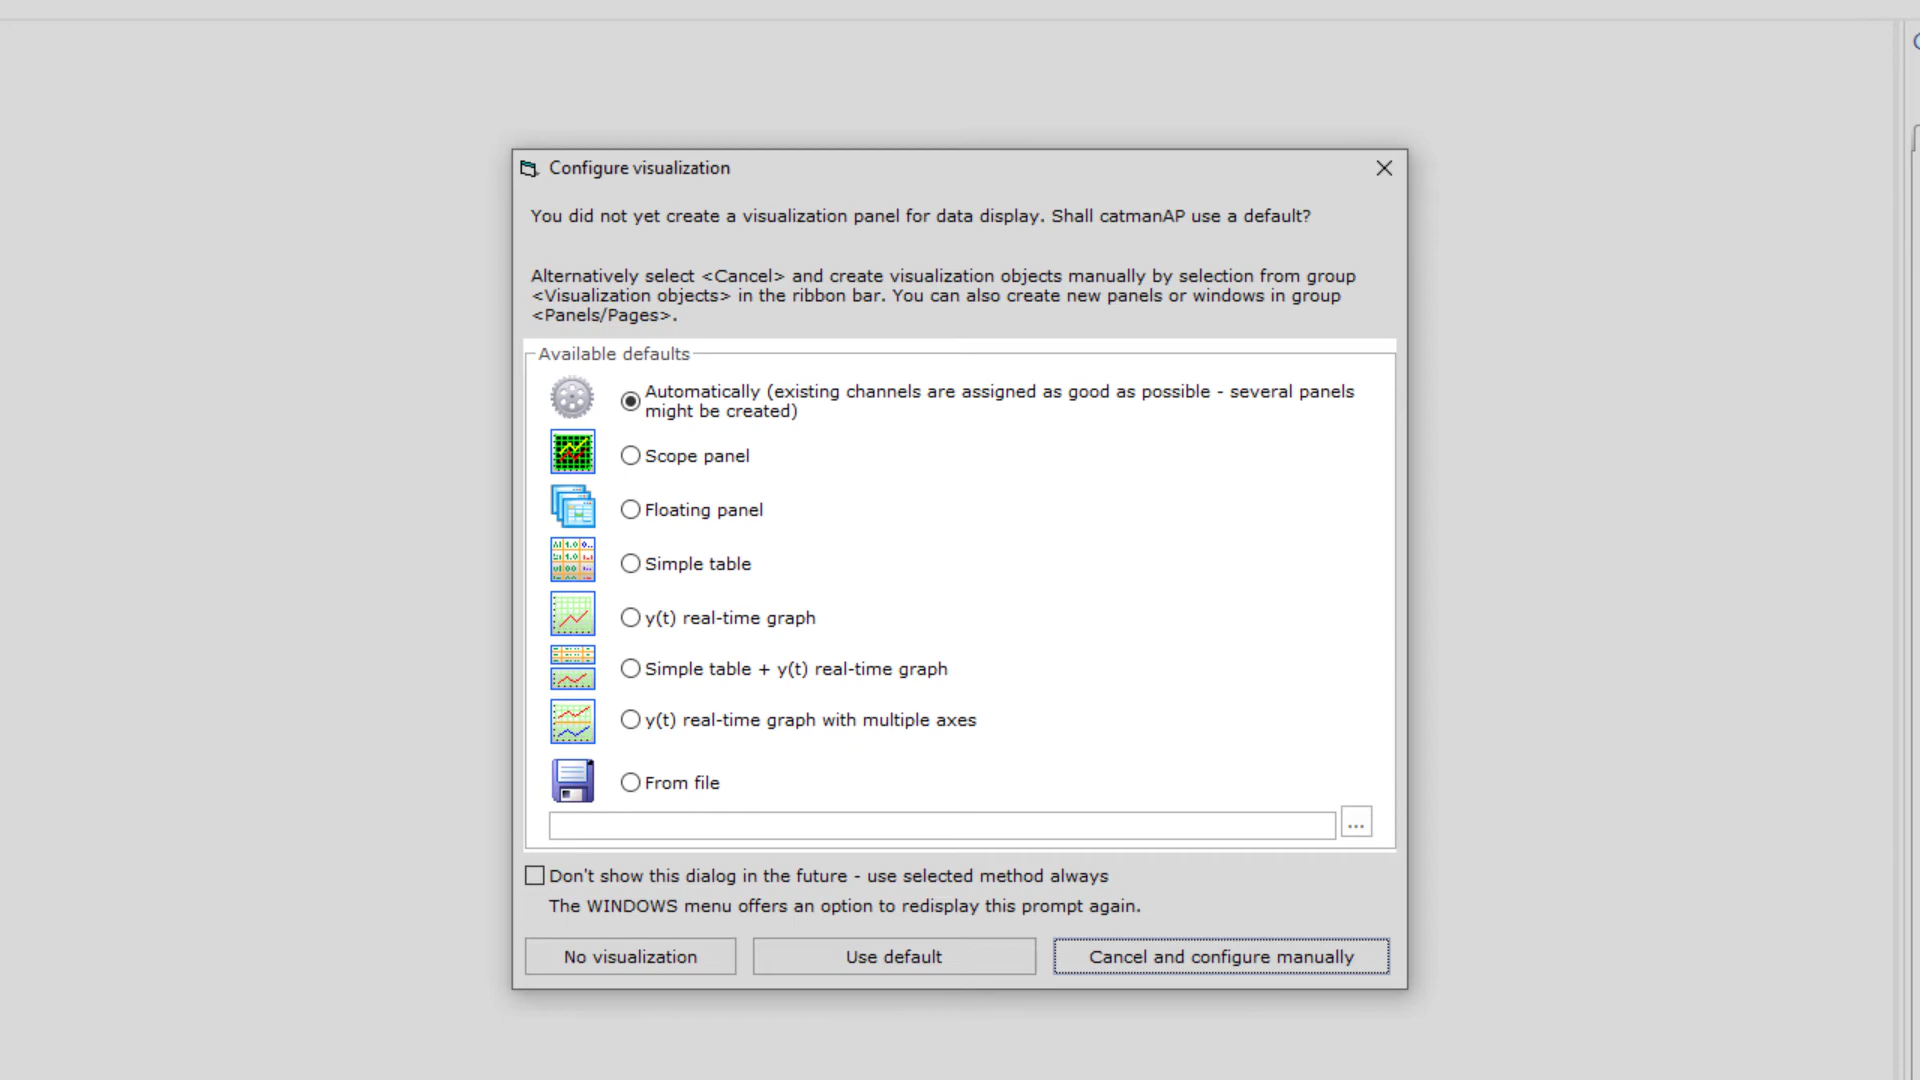 Configure visualization
You did not yet create a visualization panel for data display. Shall catmanAP use a default?
Alternatively select <Cancel> and create visualization objects manually by selection from group
<Visualization objects> in the ribbon bar. You can also create new panels or windows in group
<Panels/Pages>.
Available defaults
Automatically (existing channels are assigned as good as possible - several panels
might be created)
Scope panel
Floating panel
Simple table
y(t) real-time graph
Simple table + y(t) real-time graph
y(t) real-time graph with multiple axes
From file
...
Don't show this dialog in the future - use selected method always
The WINDOWS menu offers an option to redisplay this prompt again.
No visualization
Use default
Cancel and configure manually